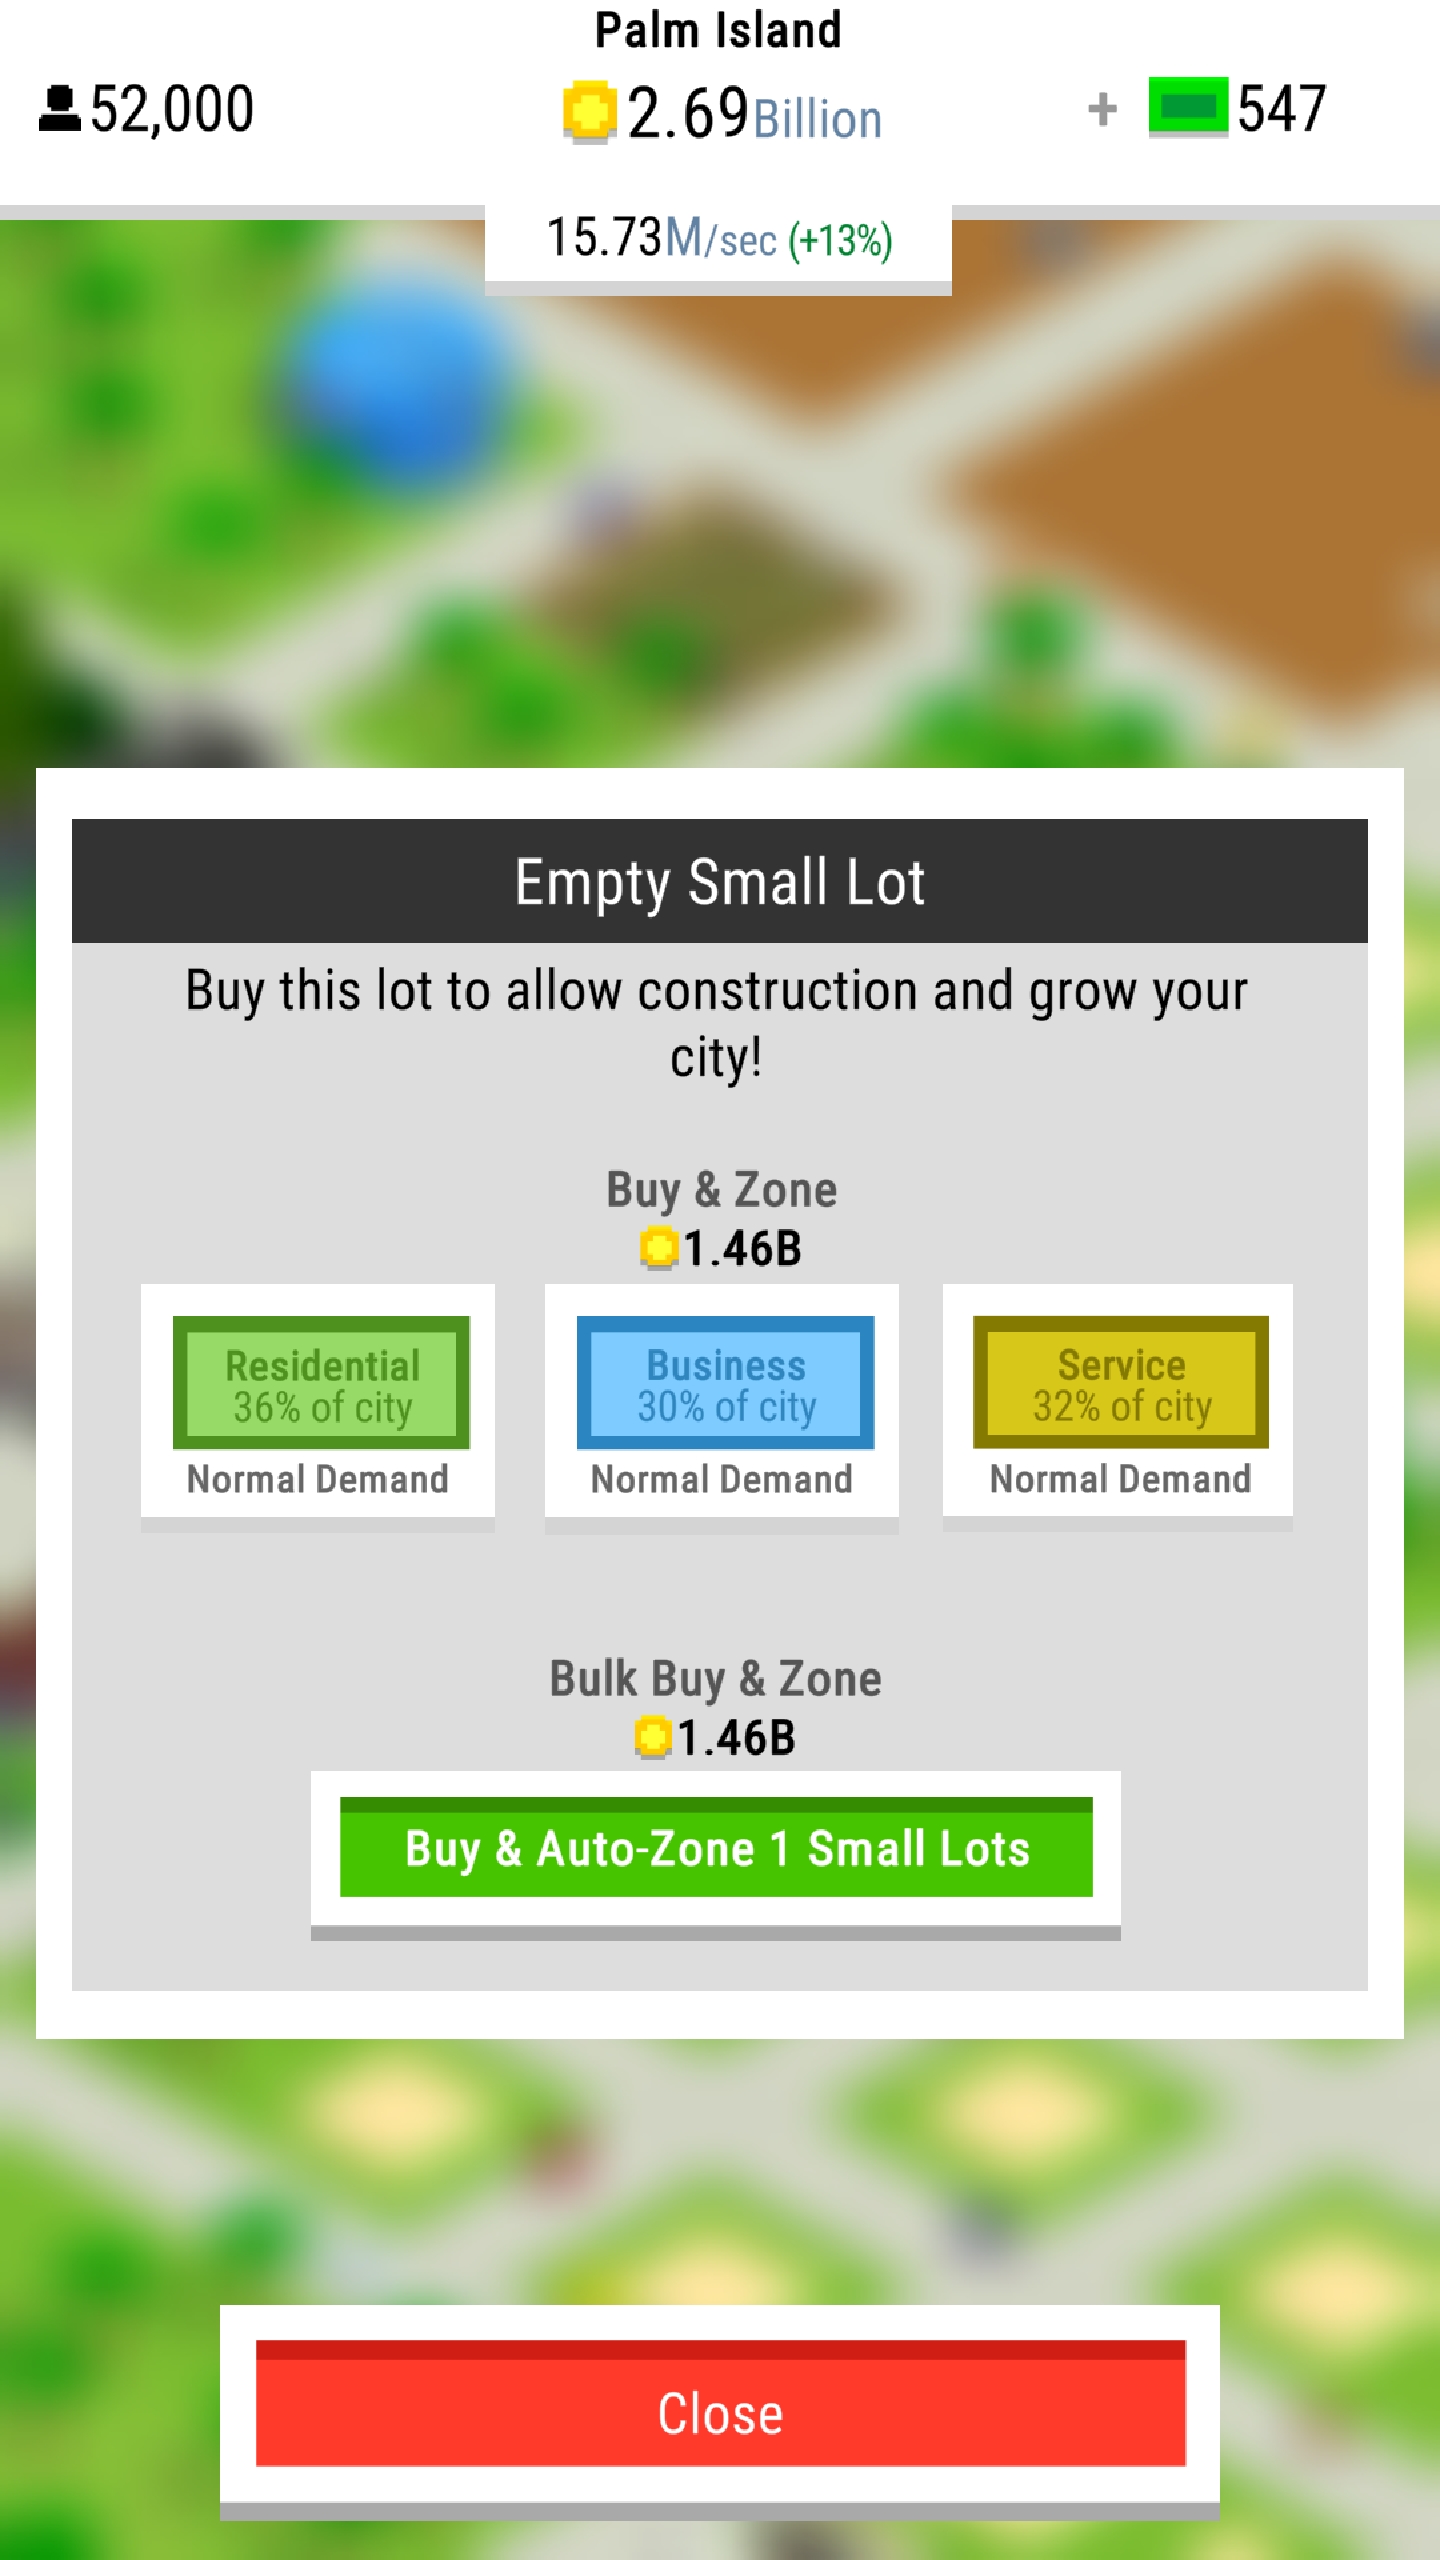 Palm Island
52,000
2.69Billion
+ 547
15.73M/sec (+13%)
Empty Small Lot
Buy this lot to allow construction and grow your
city!
Buy & Zone
1.46B
Residential
36% of city
Normal Demand
Business
30% of city
Normal Demand
Service
32% of city
Normal Demand
Bulk Buy & Zone
1.46B
Buy & Auto-Zone 1 Small Lots
Close